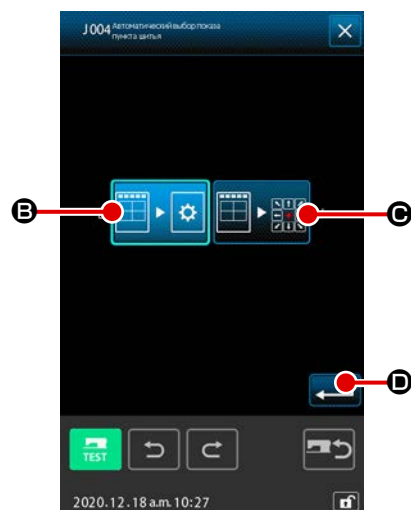 J004 Автоматический выбор показа
пункта шитья
B
C
D
TEST
2020.12.18 a.m. 10:27